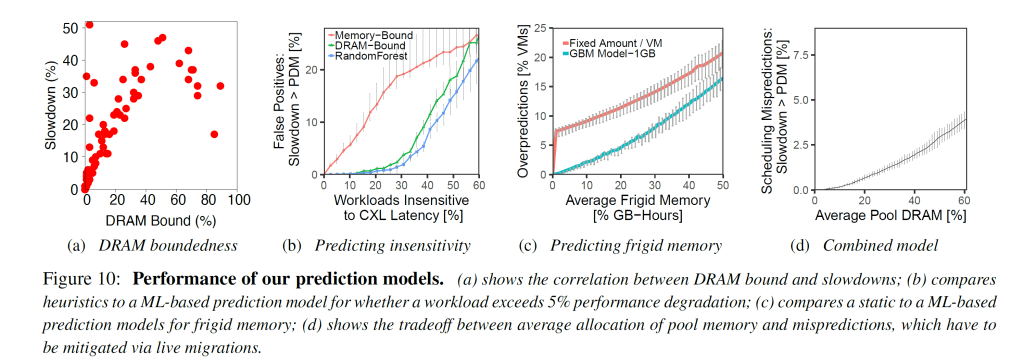 50
40
30
20
10
0
Slowdown (%)
0 20 40 60 80 100
DRAM Bound (%)
(a) DRAM boundedness
Memory−Bound
DRAM−Bound
RandomForest
False Positives:
Slowdown > PDM [%]
20
10
0
0 10 20 30 40 50 60
Workloads Insensitive
to CXL Latency [%]
(b) Predicting insensitivity
Fixed Amount / VM
GBM Model−1GB
Overpredictions [% VMs]
25
20
15
10
5
0
0 10 20 30 40 50
Average Frigid Memory
[% GB−Hours]
(c) Predicting frigid memory
Scheduling Mispredictions:
Slowdown > PDM [%]
7.5
5.0
2.5
0.0
0 20 40 60
Average Pool DRAM [%]
(d) Combined model
Figure 10: Performance of our prediction models. (a) shows the correlation between DRAM bound and slowdowns; (b) compares
heuristics to a ML-based prediction model for whether a workload exceeds 5% performance degradation; (c) compares a static to a ML-based
prediction models for frigid memory; (d) shows the tradeoff between average allocation of pool memory and mispredictions, which have to
be mitigated via live migrations.